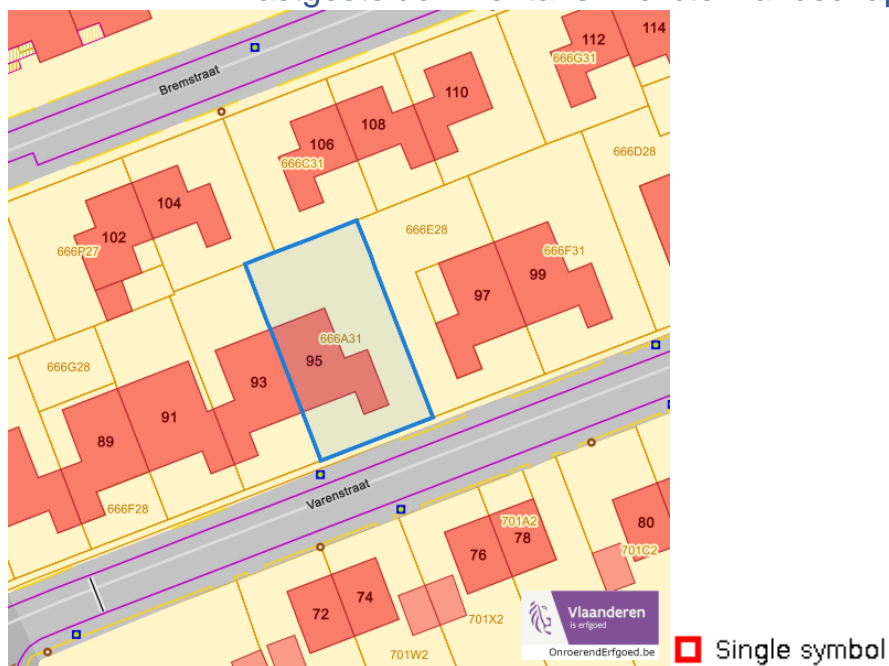 Bremstraat
112
114
666G31
110
108
106
666C31
666D28
104
102
666P27
666E28
666F31
99
97
666A31
95
666G28
93
91
89
Varenstraat
666F28
701A2
80
78
76
701C2
74
72
701X2
701W2
Vlaanderen
is erfgoed
OnroerendErfgoed.be
Single symbol